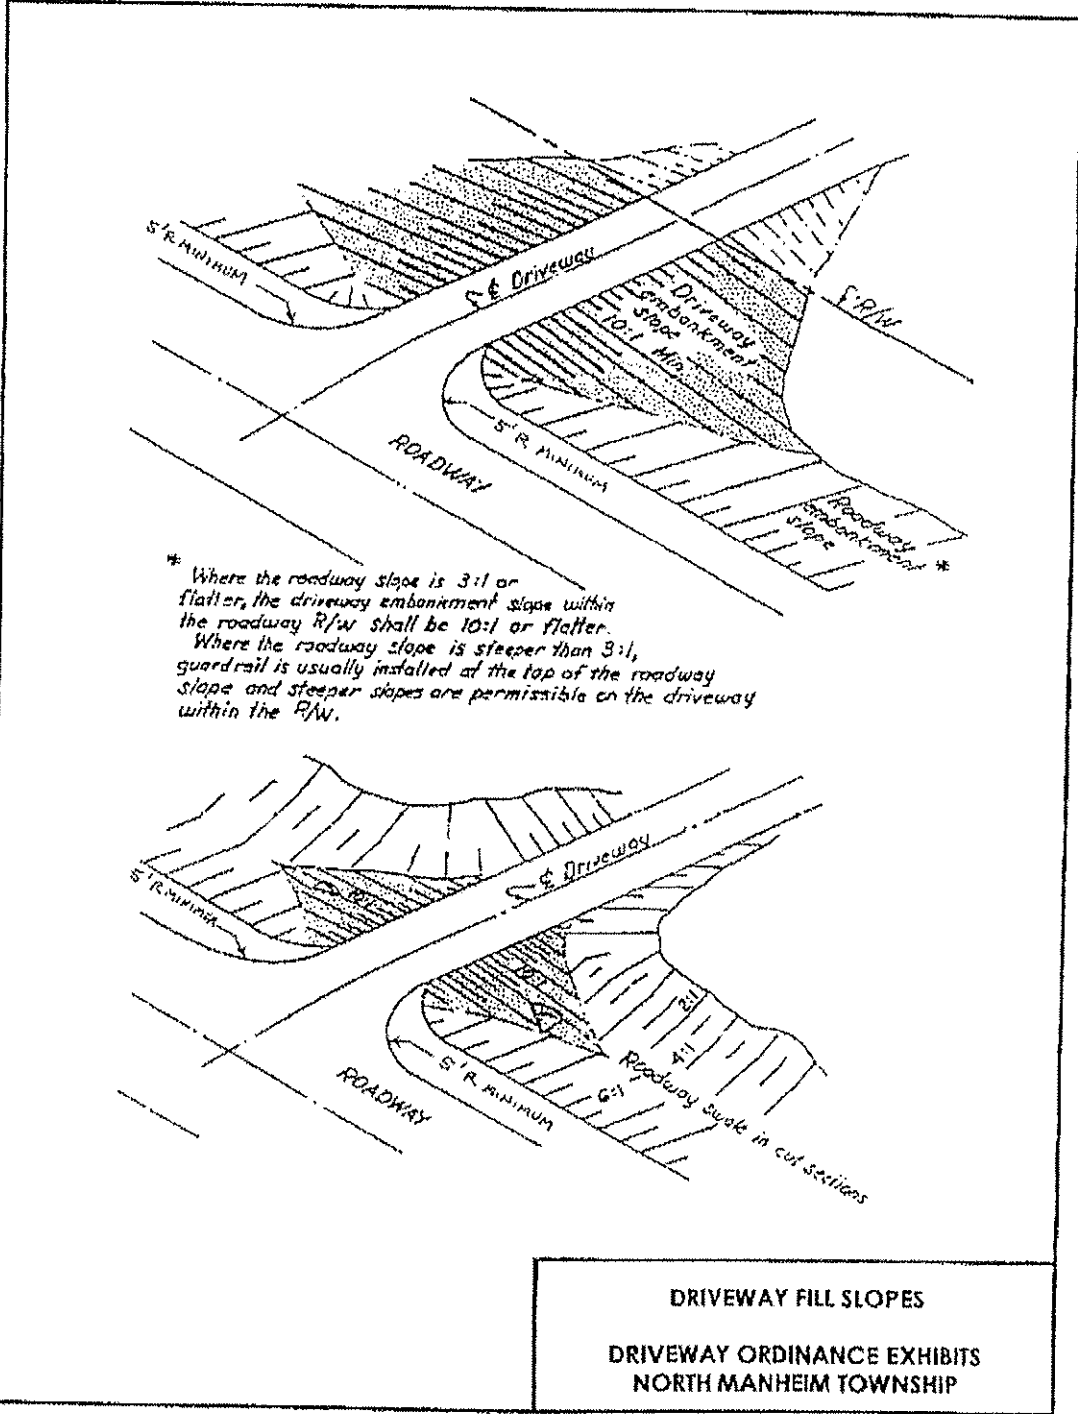 5'R MINIMUM
℄ Driveway
Driveway
embankment
slope
10:1 Min.
R/W
5'R MINIMUM
ROADWAY
Roadway
embankment *
slope
* Where the roadway slope is 3:1 or
flatter, the driveway embankment slope within
the roadway R/W shall be 10:1 or flatter.
Where the roadway slope is steeper than 3:1,
guardrail is usually installed at the top of the roadway
slope and steeper slopes are permissible on the driveway
within the R/W.
℄ Driveway
5'R MINIMUM
10:1
10:1
2:1
4:1
6:1
Roadway swale in cut sections
5'R MINIMUM
ROADWAY
DRIVEWAY FILL SLOPES
DRIVEWAY ORDINANCE EXHIBITS
NORTH MANHEIM TOWNSHIP